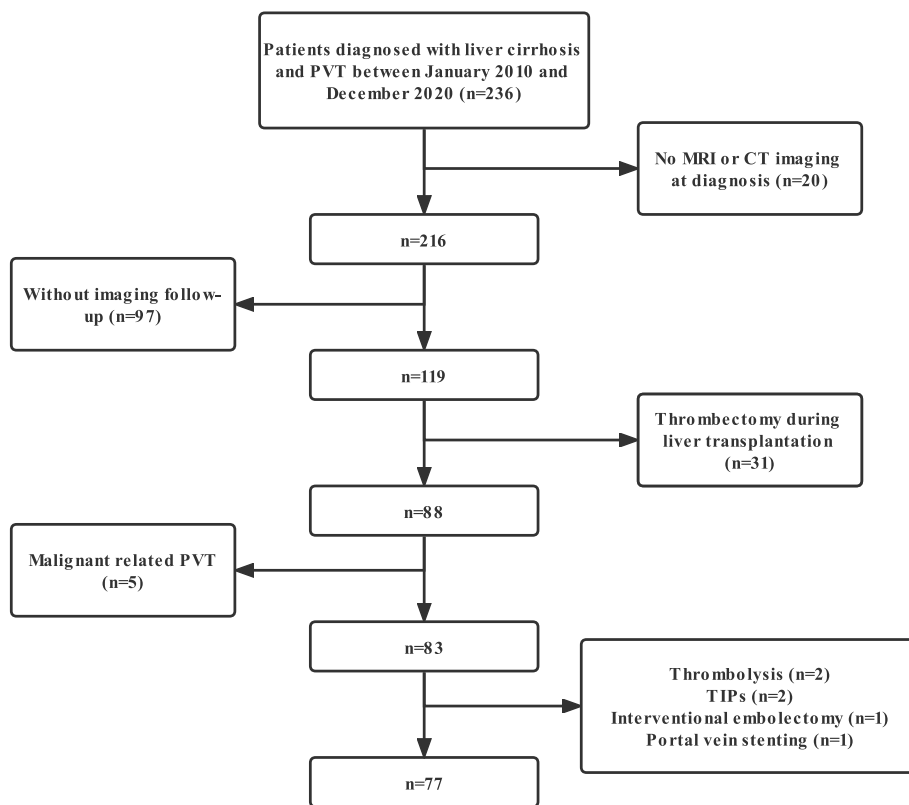 Patients diagnosed with liver cirrhosis
and PVT between January 2010 and
December 2020 (n=236)
No MRI or CT imaging
at diagnosis (n=20)
n=216
Without imaging follow-
up (n=97)
n=119
Thrombectomy during
liver transplantation
(n=31)
n=88
Malignant related PVT
(n=5)
n=83
Thrombolysis (n=2)
TIPs (n=2)
Interventional embolectomy (n=1)
Portal vein stenting (n=1)
n=77